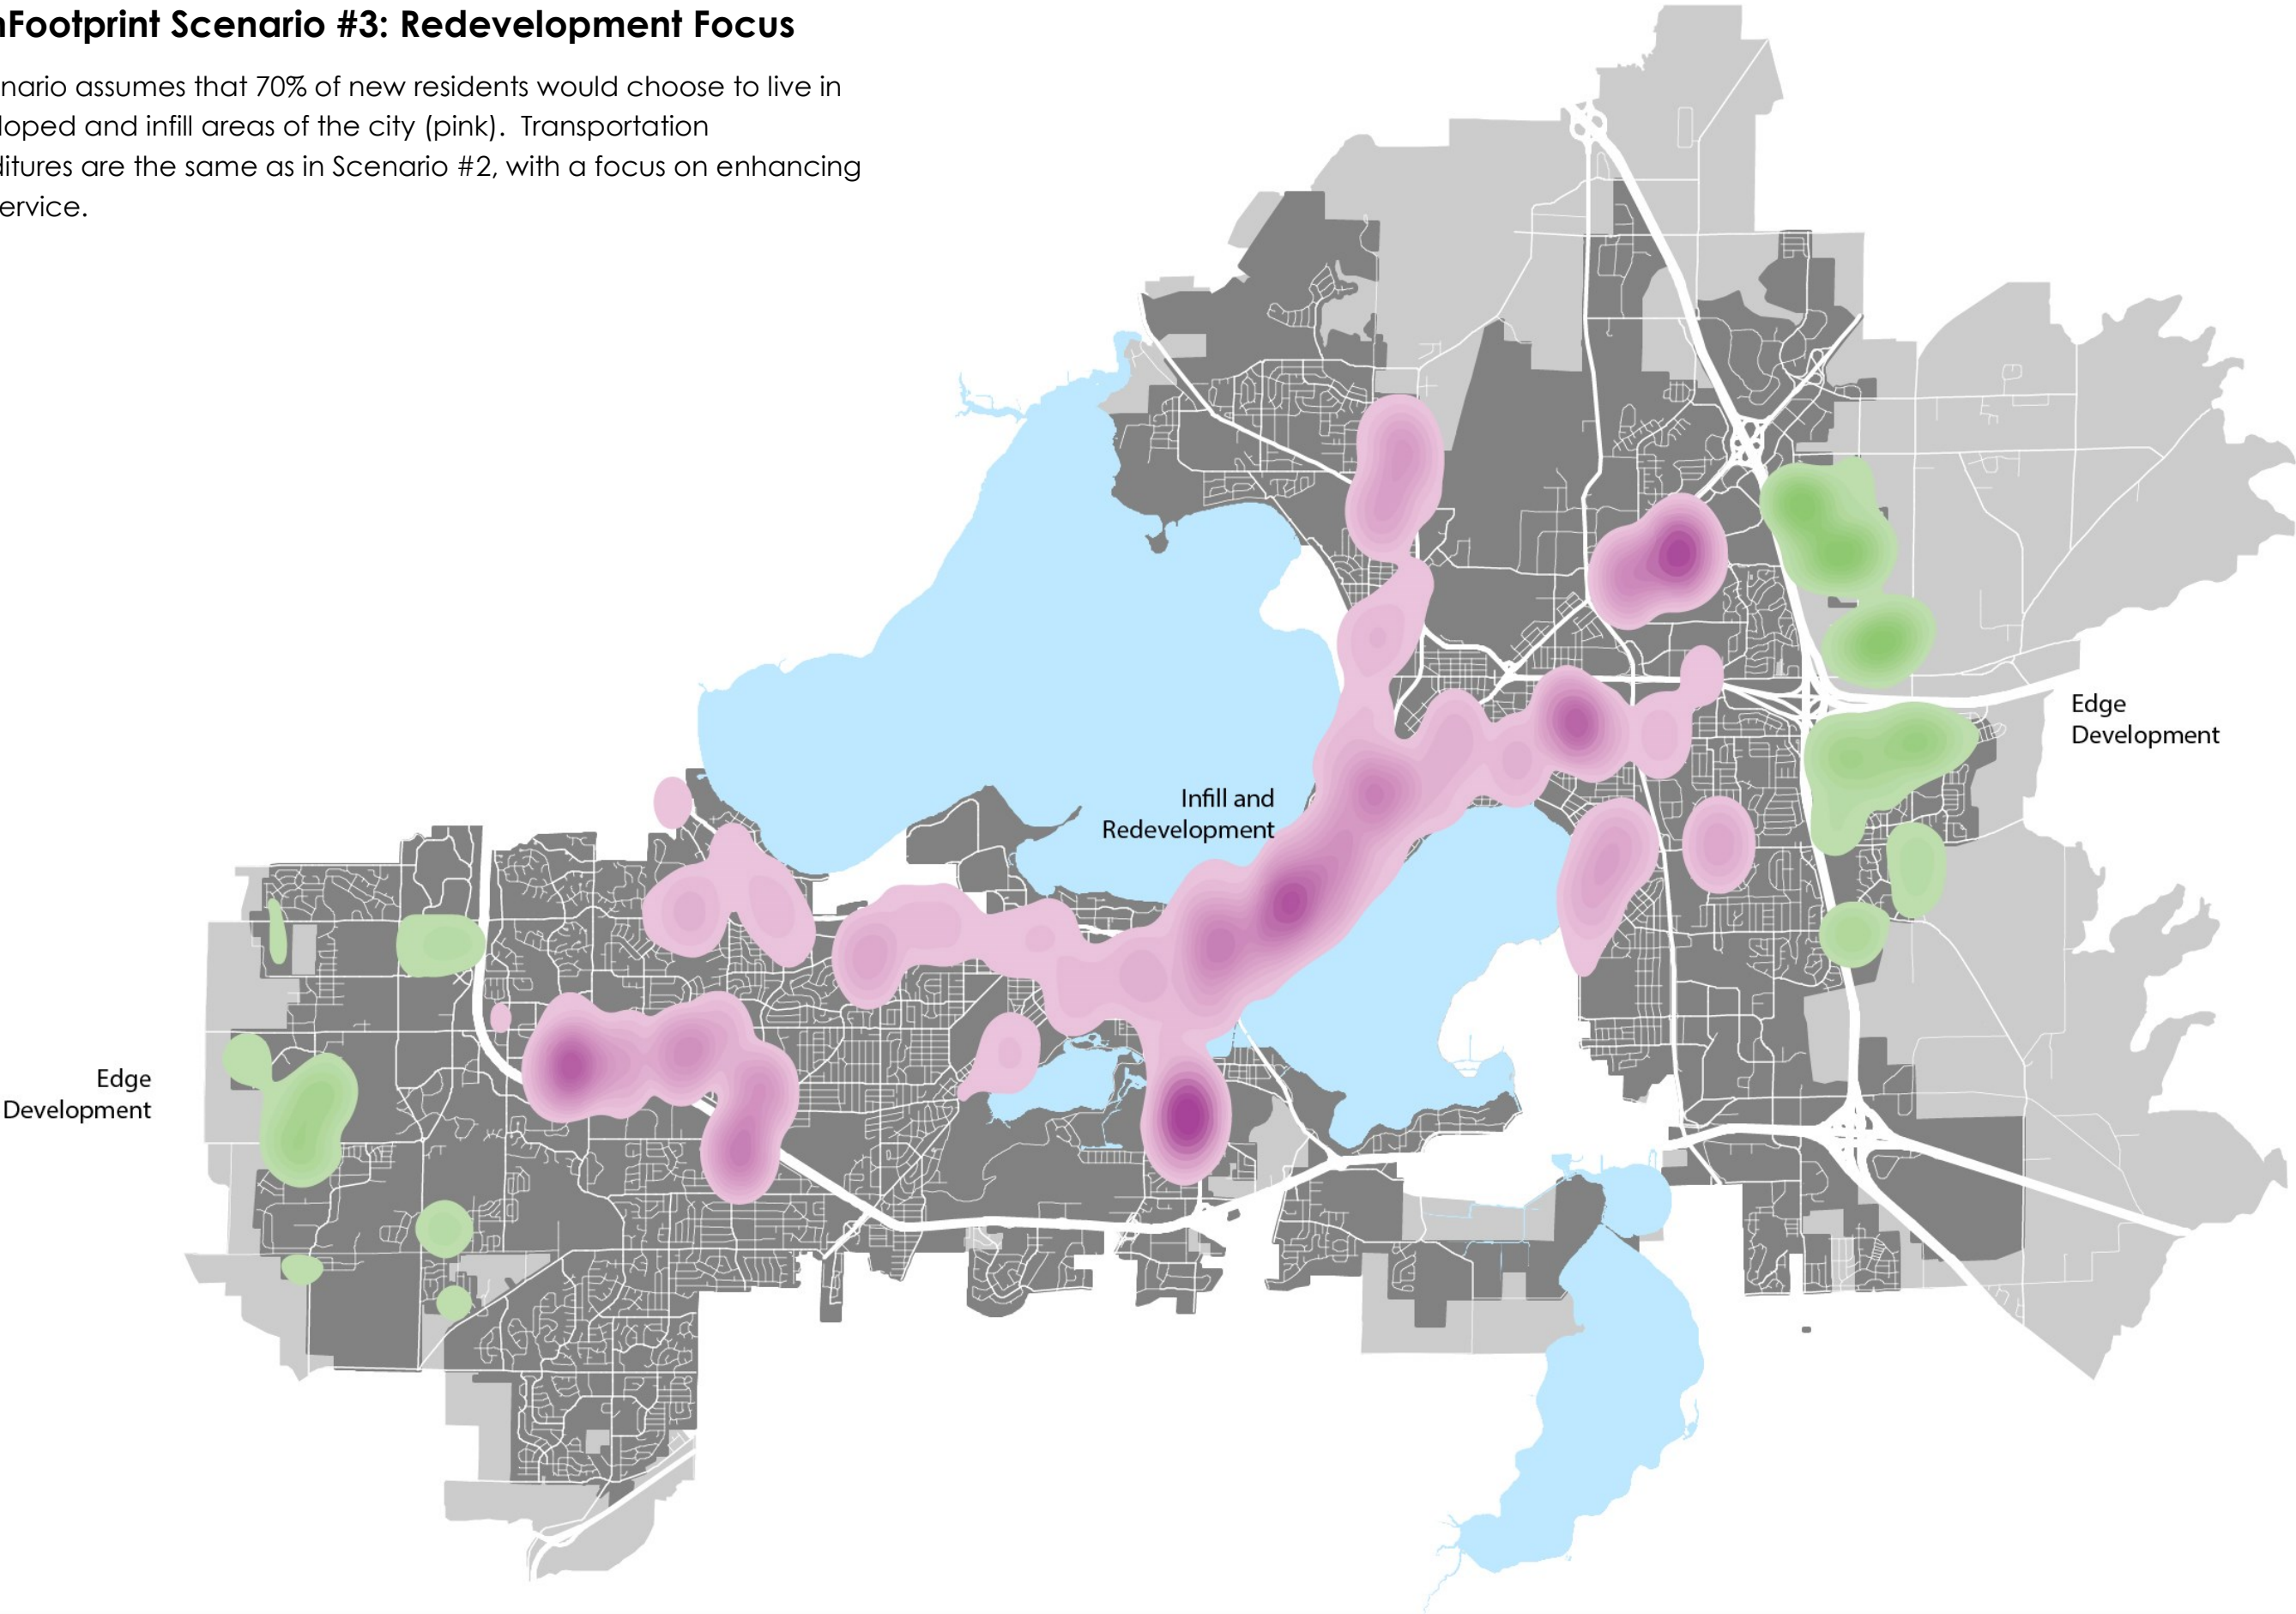 nFootprint Scenario #3: Redevelopment Focus
nario assumes that 70% of new residents would choose to live in
loped and infill areas of the city (pink). Transportation
ditures are the same as in Scenario #2, with a focus on enhancing
ervice.
Edge
Development
Infill and
Redevelopment
Edge
Development